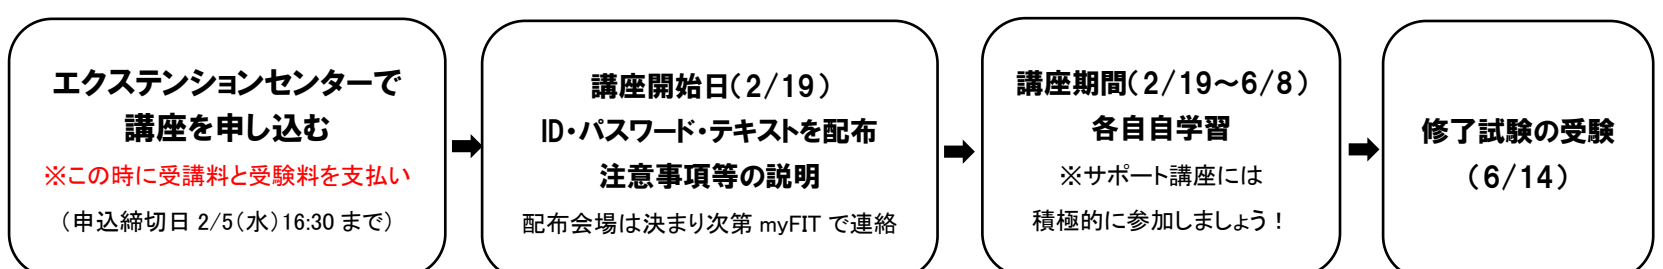 エクステンションセンターで
講座を申し込む
※この時に受講料と受験料を支払い
（申込締切日 2/5（水）16:30 まで）
講座開始日（2/19）
ID・パスワード・テキストを配布
注意事項等の説明
配布会場は決まり次第 myFIT で連絡
講座期間（2/19～6/8）
各自自学習
※サポート講座には
積極的に参加しましょう！
修了試験の受験
（6/14）